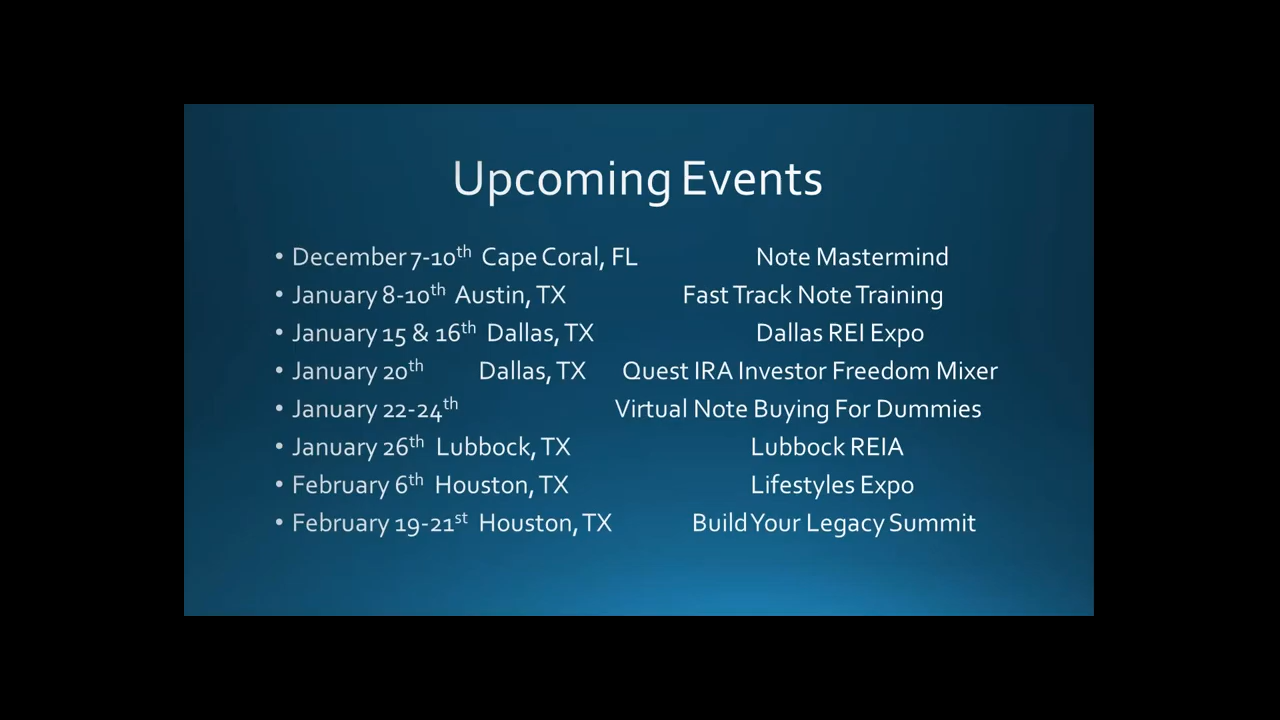 Upcoming Events
• December 7-10th Cape Coral, FL Note Mastermind
• January 8-10th Austin, TX Fast Track Note Training
• January 15 & 16th Dallas, TX Dallas REI Expo
• January 20th Dallas, TX Quest IRA Investor Freedom Mixer
• January 22-24th Virtual Note Buying For Dummies
• January 26th Lubbock, TX Lubbock REIA
• February 6th Houston, TX Lifestyles Expo
• February 19-21st Houston, TX Build Your Legacy Summit